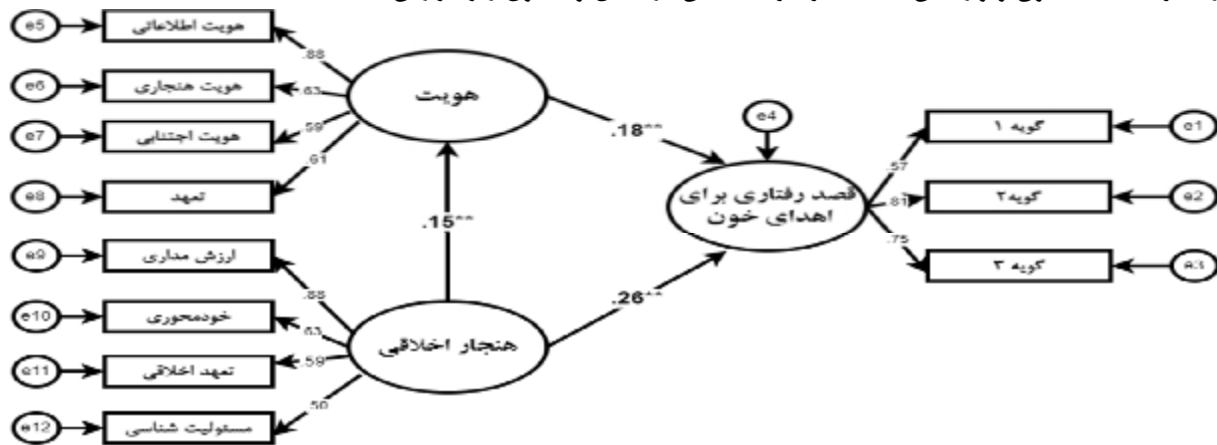 e5
هویت اطلاعاتی
.88
e6
هویت هنجاری
.63
e7
هویت اجتنابی
.59
e8
تعهد
.61
هویت
.18**
e4
قصد رفتاری برای
اهدای خون
.57
گویه ۱
e1
.81
گویه۲
e2
.75
گویه ۳
e3
.15**
e9
ارزش مداری
.88
e10
خودمحوری
.63
e11
تعهد اخلاقی
.59
e12
مسئولیت شناسی
.50
هنجار اخلاقی
.26**